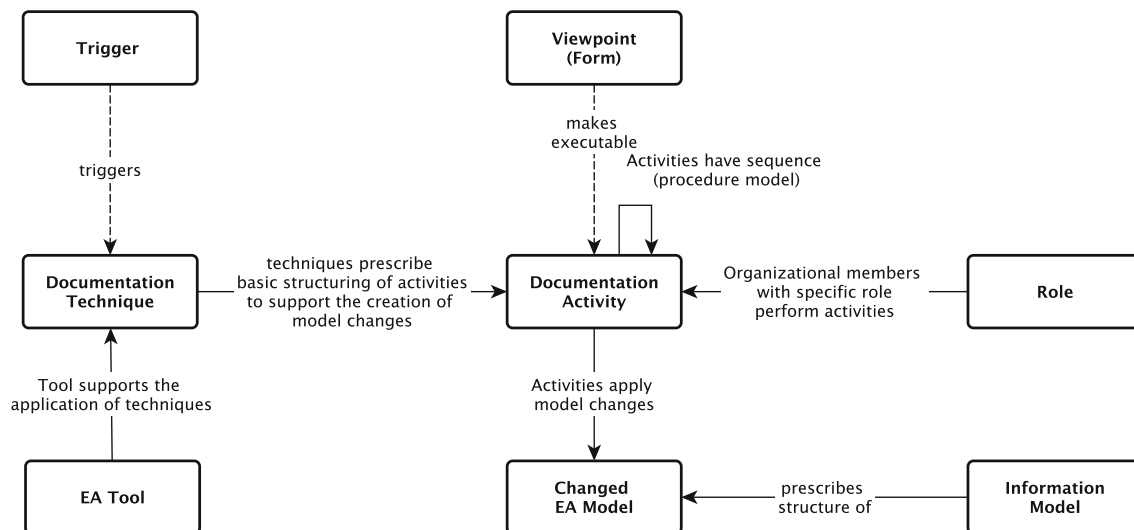 Trigger
Viewpoint
(Form)
triggers
makes
executable
Activities have sequence
(procedure model)
Documentation
Technique
techniques prescribe
basic structuring of activities
to support the creation of
model changes
Documentation
Activity
Organizational members
with specific role
perform activities
Role
Tool supports the
application of techniques
Activities apply
model changes
EA Tool
Changed
EA Model
prescribes
structure of
Information
Model